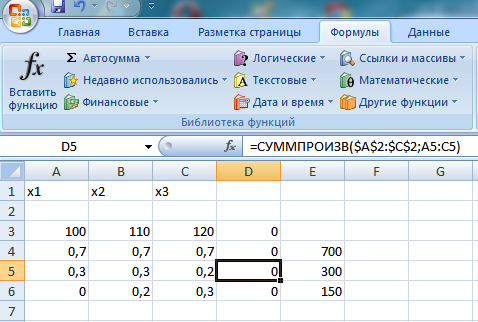 Главная Вставка Разметка страницы Формулы Данные
fx Вставить функцию
Σ Автосумма Логические Ссылки и массивы
Недавно использовались Текстовые Математические
Финансовые Дата и время Другие функции
Библиотека функций
D5 fx =СУММПРОИЗВ($A$2:$C$2;A5:C5)
A B C D E F G
1 x1 x2 x3
2
3 100 110 120 0
4 0,7 0,7 0,7 0 700
5 0,3 0,3 0,2 0 300
6 0 0,2 0,3 0 150